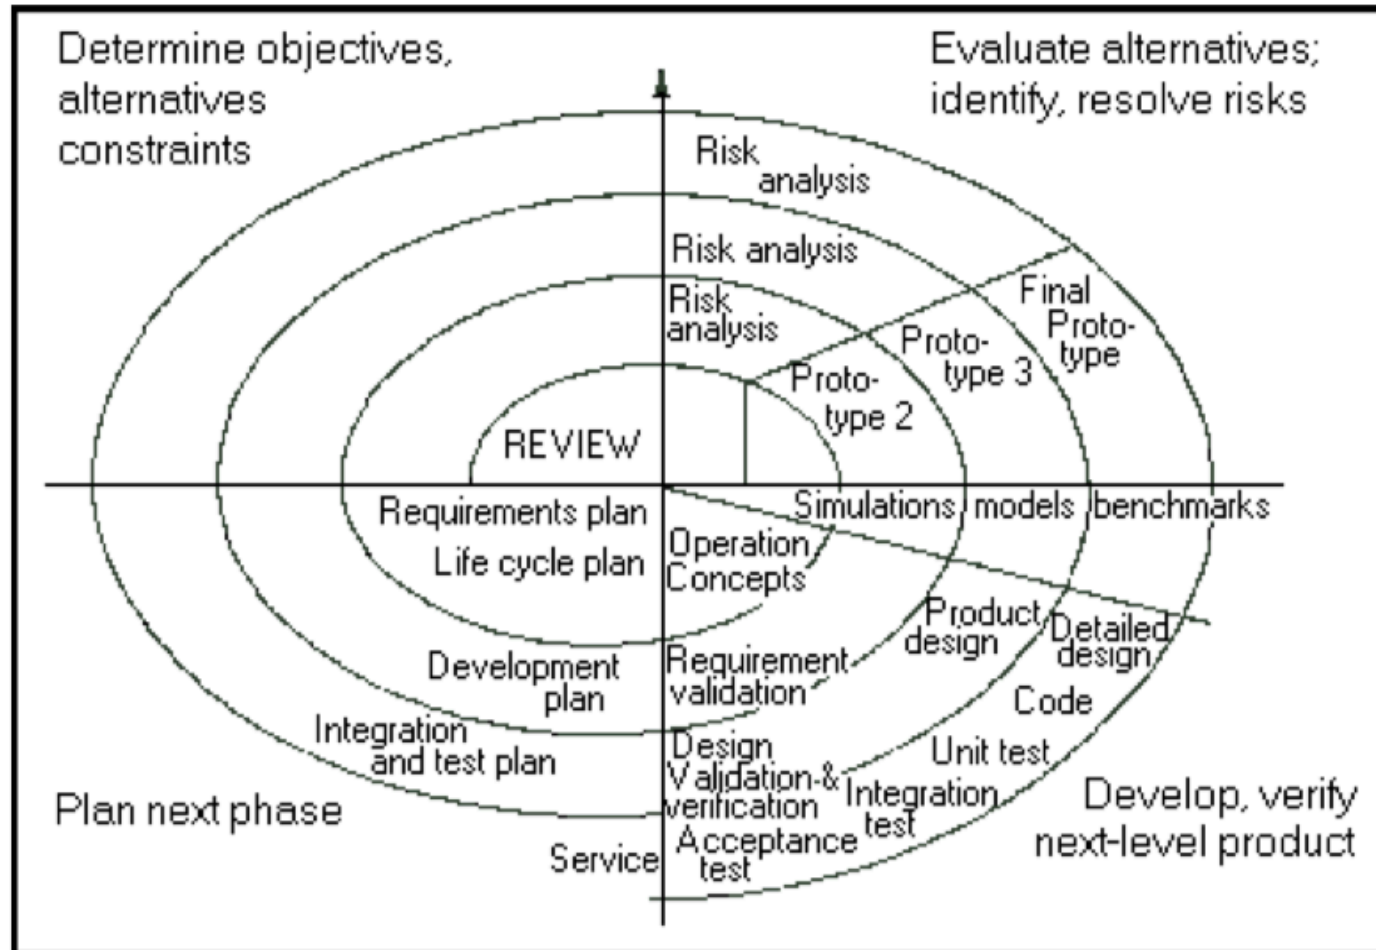 Determine objectives,
alternatives
constraints
Evaluate alternatives;
identify, resolve risks
Risk
analysis
Risk analysis
Risk
analysis
Final
Proto-
type
Proto-
type 3
Proto-
type 2
REVIEW
Requirements plan
Life cycle plan
Simulations models benchmarks
Operation
Concepts
Product
design
Detailed
design
Development
plan
Requirement
validation
Code
Integration
and test plan
Design
Validation-&
verification
Unit test
Integration
test
Plan next phase
Develop, verify
next-level product
Service
Acceptance
test